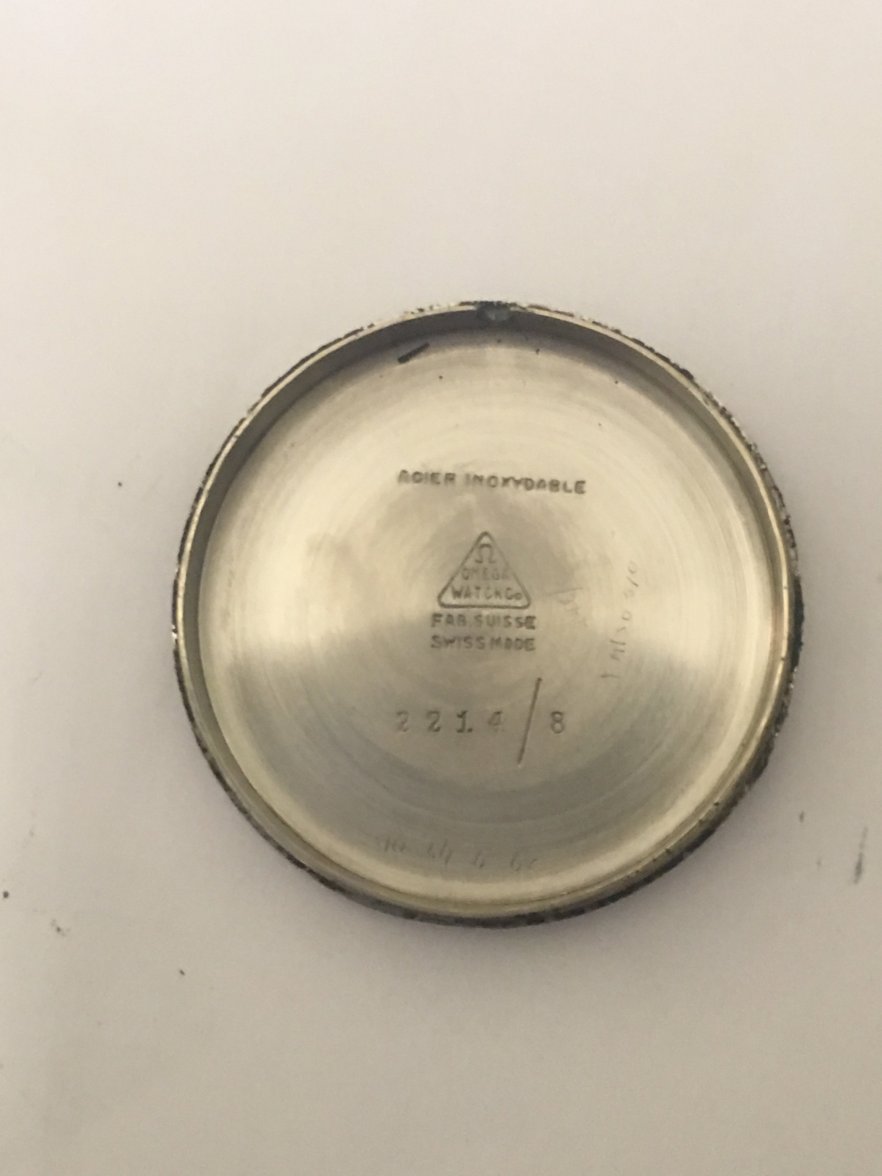 ACIER INOXYDABLE
Ω
OMEGA
WATCH Co
FAB. SUISSE
SWISS MADE
2214/8